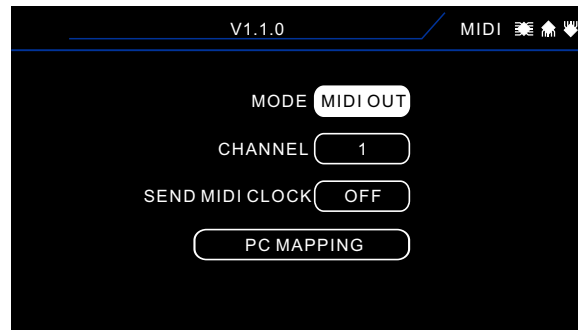 V1.1.0 MIDI
MODE MIDI OUT
CHANNEL 1
SEND MIDI CLOCK OFF
PC MAPPING